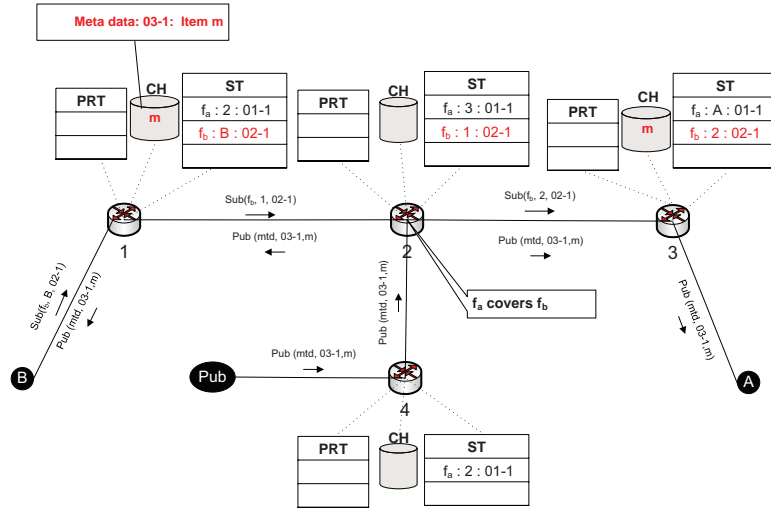 Meta data: 03-1: Item m
PRT
CH
m
ST
fa : 2 : 01-1
fb : B : 02-1
PRT
CH
ST
fa : 3 : 01-1
fb : 1 : 02-1
PRT
CH
m
ST
fa : A : 01-1
fb : 2 : 02-1
Sub(fb, 1, 02-1)
Sub(fb, 2, 02-1)
1
2
3
Pub (mtd, 03-1,m)
Pub (mtd, 03-1,m)
Sub(fb, B, 02-1)
Pub (mtd, 03-1,m)
Pub (mtd, 03-1,m)
fa covers fb
Pub (mtd, 03-1,m)
B
Pub
Pub (mtd, 03-1,m)
A
4
PRT
CH
ST
fa : 2 : 01-1